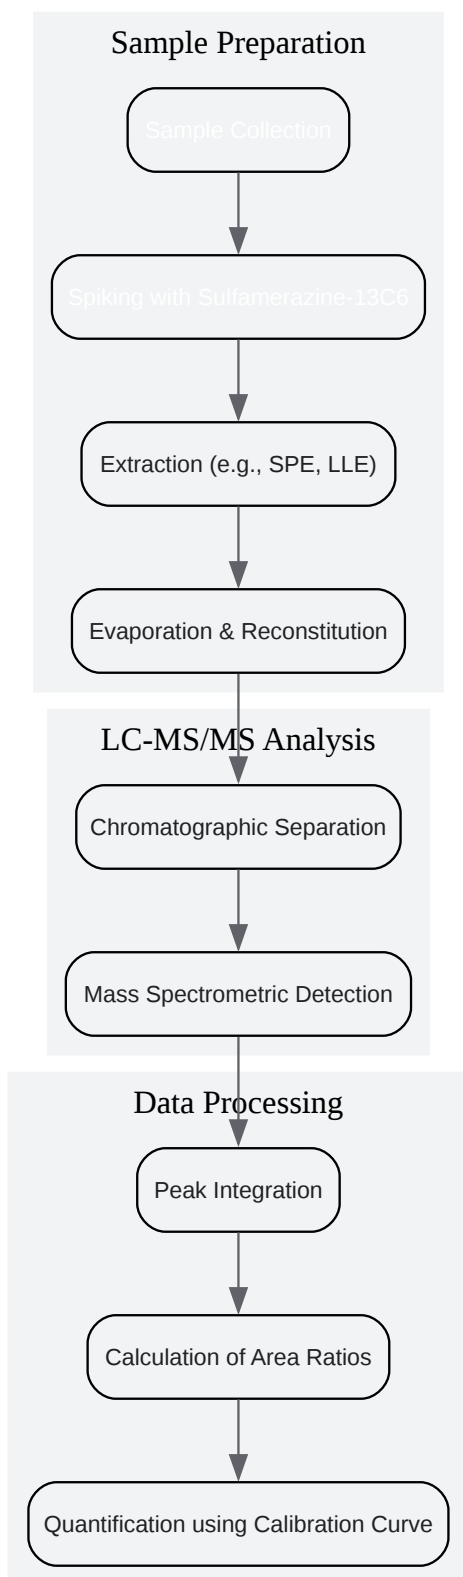 Sample Preparation
Sample Collection
Spiking with Sulfamerazine-13C6
Extraction (e.g., SPE, LLE)
Evaporation & Reconstitution
LC-MS/MS Analysis
Chromatographic Separation
Mass Spectrometric Detection
Data Processing
Peak Integration
Calculation of Area Ratios
Quantification using Calibration Curve